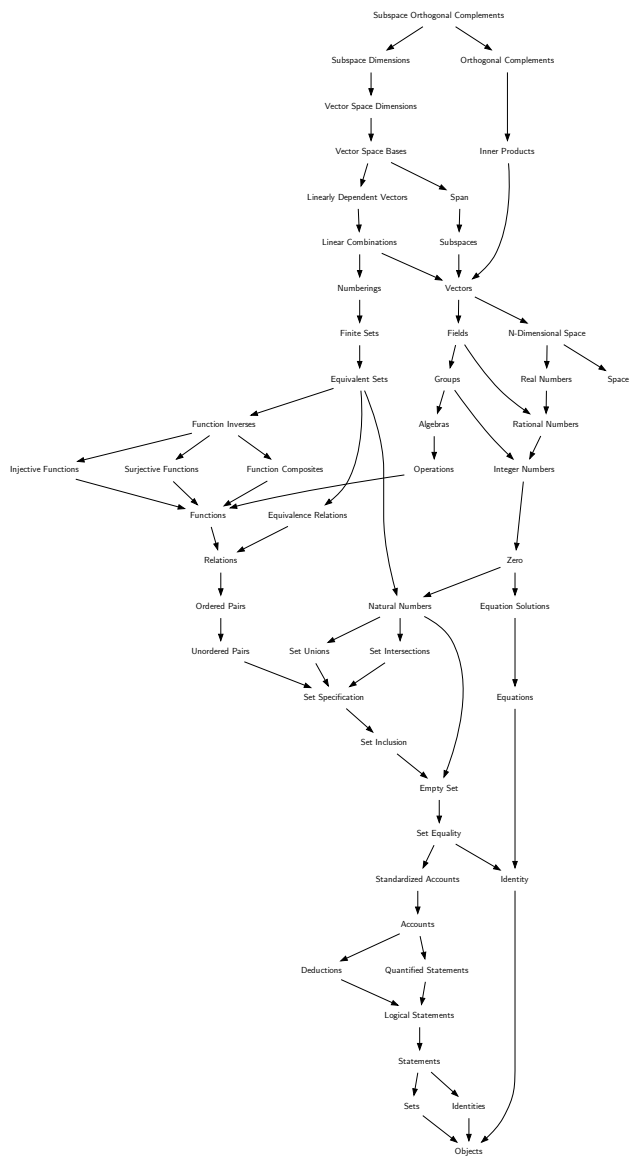 Subspace Orthogonal Complements
Subspace Dimensions
Orthogonal Complements
Vector Space Dimensions
Vector Space Bases
Inner Products
Linearly Dependent Vectors
Span
Linear Combinations
Subspaces
Numberings
Vectors
Finite Sets
Fields
N-Dimensional Space
Equivalent Sets
Groups
Real Numbers
Space
Function Inverses
Algebras
Rational Numbers
Injective Functions
Surjective Functions
Function Composites
Operations
Integer Numbers
Functions
Equivalence Relations
Relations
Zero
Ordered Pairs
Natural Numbers
Equation Solutions
Unordered Pairs
Set Unions
Set Intersections
Set Specification
Equations
Set Inclusion
Empty Set
Set Equality
Standardized Accounts
Identity
Accounts
Deductions
Quantified Statements
Logical Statements
Statements
Sets
Identities
Objects